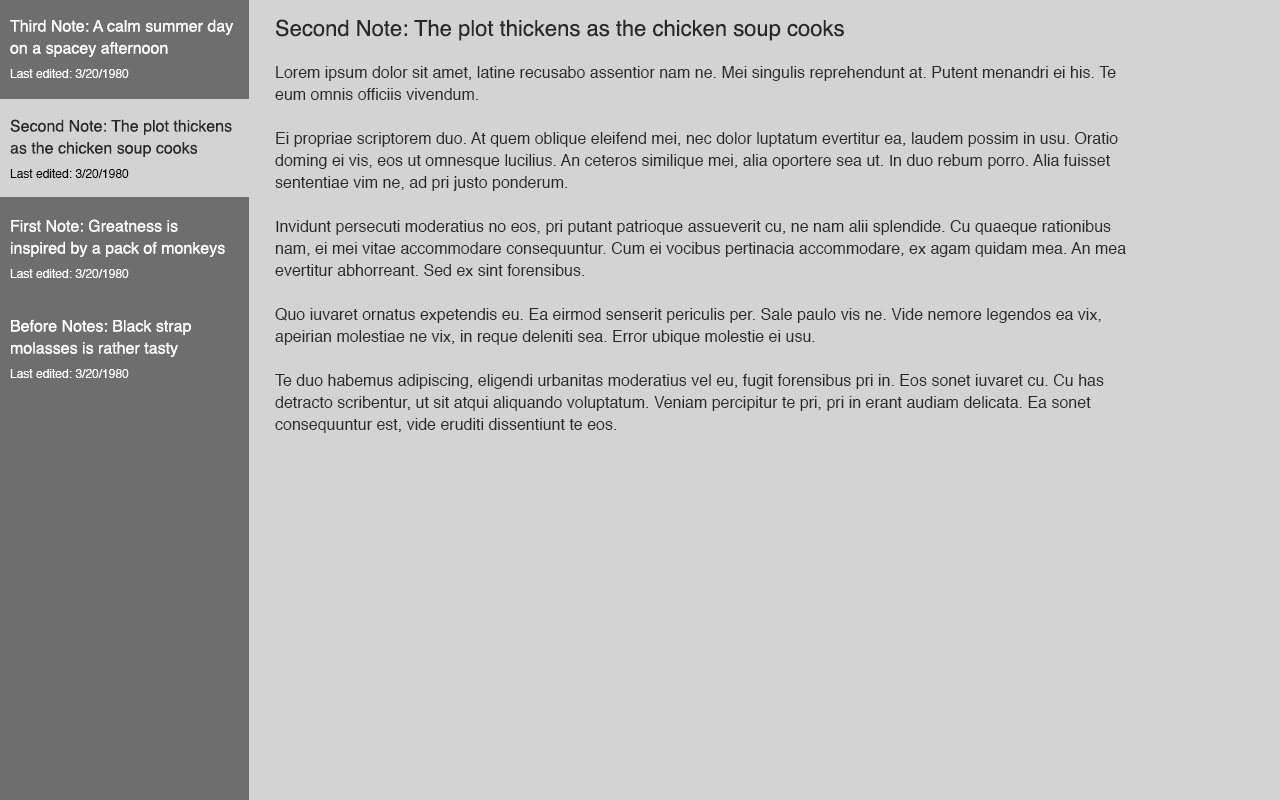 Third Note: A calm summer day
on a spacey afternoon
Last edited: 3/20/1980
Second Note: The plot thickens
as the chicken soup cooks
Last edited: 3/20/1980
First Note: Greatness is
inspired by a pack of monkeys
Last edited: 3/20/1980
Before Notes: Black strap
molasses is rather tasty
Last edited: 3/20/1980
Second Note: The plot thickens as the chicken soup cooks
Lorem ipsum dolor sit amet, latine recusabo assentior nam ne. Mei singulis reprehendunt at. Putent menandri ei his. Te
eum omnis officiis vivendum.
Ei propriae scriptorem duo. At quem oblique eleifend mei, nec dolor luptatum evertitur ea, laudem possim in usu. Oratio
doming ei vis, eos ut omnesque lucilius. An ceteros similique mei, alia oportere sea ut. In duo rebum porro. Alia fuisset
sententiae vim ne, ad pri justo ponderum.
Invidunt persecuti moderatius no eos, pri putant patrioque assueverit cu, ne nam alii splendide. Cu quaeque rationibus
nam, ei mei vitae accommodare consequuntur. Cum ei vocibus pertinacia accommodare, ex agam quidam mea. An mea
evertitur abhorreant. Sed ex sint forensibus.
Quo iuvaret ornatus expetendis eu. Ea eirmod senserit periculis per. Sale paulo vis ne. Vide nemore legendos ea vix,
apeirian molestiae ne vix, in reque deleniti sea. Error ubique molestie ei usu.
Te duo habemus adipiscing, eligendi urbanitas moderatius vel eu, fugit forensibus pri in. Eos sonet iuvaret cu. Cu has
detracto scribentur, ut sit atqui aliquando voluptatum. Veniam percipitur te pri, pri in erant audiam delicata. Ea sonet
consequuntur est, vide eruditi dissentiunt te eos.